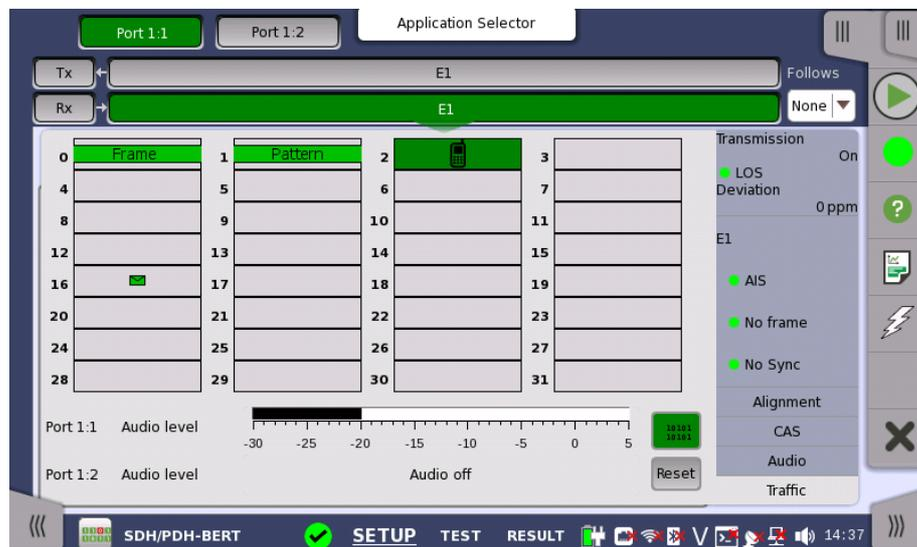 Port 1:1 Port 1:2 Application Selector
Tx E1 Follows
Rx E1 None
0 Frame 1 Pattern 2 3
4 5 6 7
8 9 10 11
12 13 14 15
16 17 18 19
20 21 22 23
24 25 26 27
28 29 30 31
Transmission
On
LOS
Deviation
0 ppm
E1
AIS
No frame
No Sync
Alignment
CAS
Audio
Traffic
Port 1:1 Audio level
-30 -25 -20 -15 -10 -5 0 5
10101
10101
Port 1:2 Audio level Audio off Reset
SDH/PDH-BERT SETUP TEST RESULT V 14:37